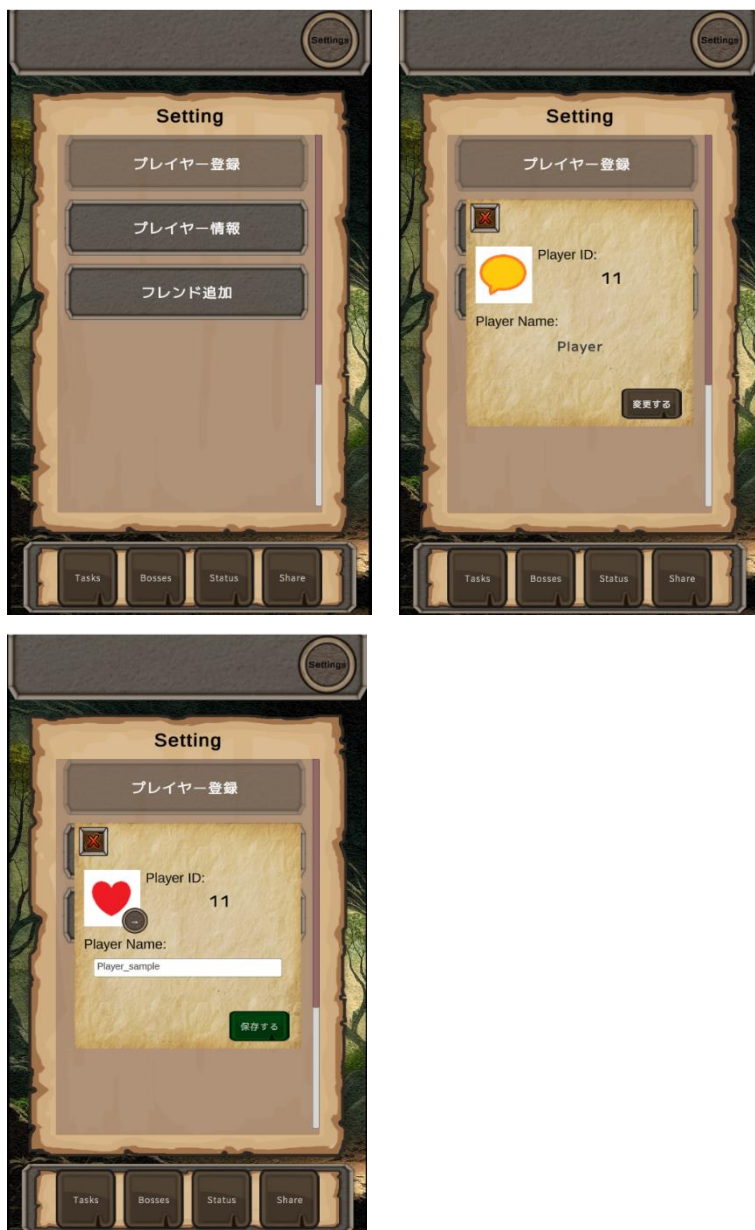 Settings
Setting
プレイヤー登録
プレイヤー情報
フレンド追加
Tasks
Bosses
Status
Share
Settings
Setting
プレイヤー登録
Player ID:
11
Player Name:
Player
変更する
Tasks
Bosses
Status
Share
Settings
Setting
プレイヤー登録
Player ID:
11
→
Player Name:
Player_sample
保存する
Tasks
Bosses
Status
Share